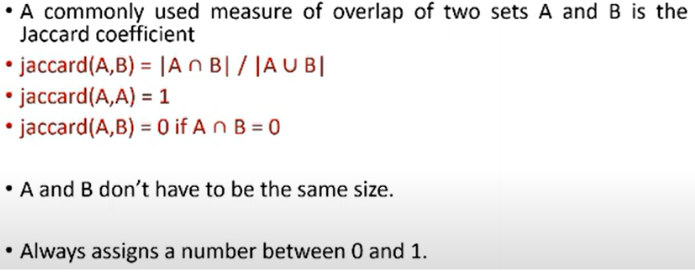 • A commonly used measure of overlap of two sets A and B is the
Jaccard coefficient
• jaccard(A,B) = |A ∩ B| / |A ∪ B|
• jaccard(A,A) = 1
• jaccard(A,B) = 0 if A ∩ B = 0
• A and B don't have to be the same size.
• Always assigns a number between 0 and 1.